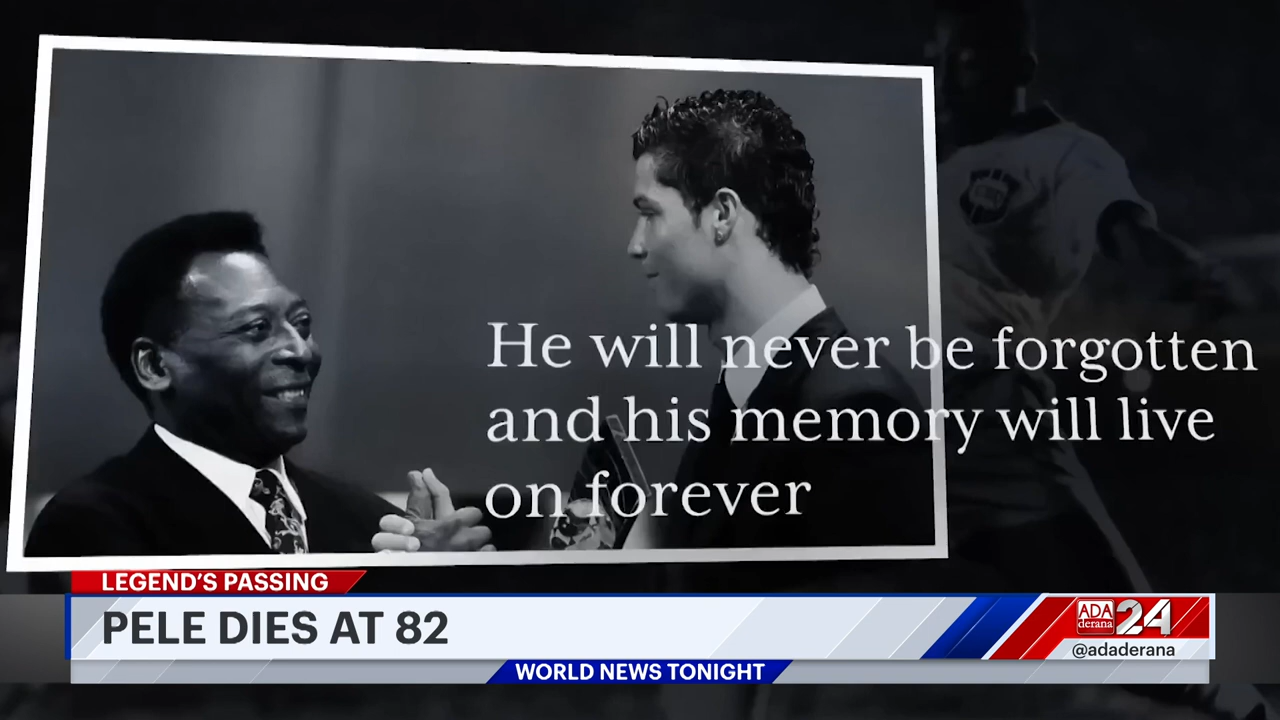 He will never be forgotten
and his memory will live
on forever
LEGEND'S PASSING
PELE DIES AT 82
ADA
derana
24
@adaderana
WORLD NEWS TONIGHT